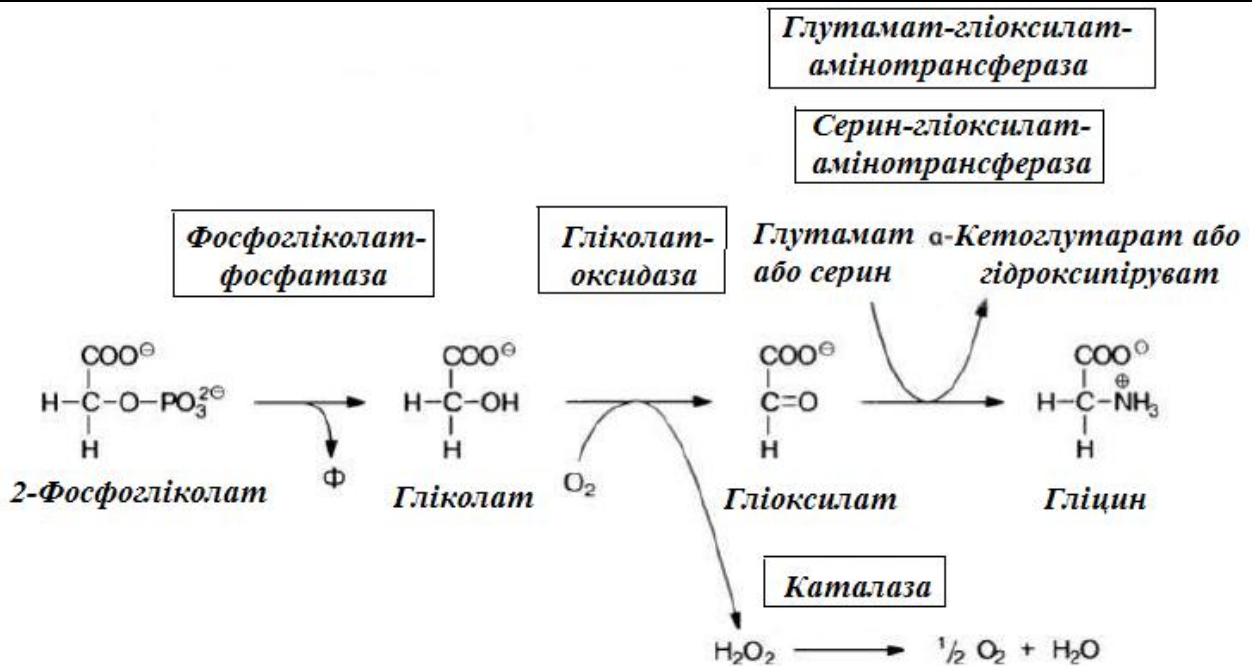 Глутамат-гліоксилат-
амінотрансфераза
Серин-гліоксилат-
амінотрансфераза
Фосфогліколат-
фосфатаза
Гліколат-
оксидаза
Глутамат
або серин
α-Кетоглутарат або
гідроксипіруват
COO⊖
H-C-O-PO₃²⊖
H
2-Фосфогліколат
Ф
COO⊖
H-C-OH
H
Гліколат
O₂
COO⊖
C=O
H
Гліоксилат
COO⊖
⊕
H-C-NH₃
H
Гліцин
Каталаза
H₂O₂
½ O₂ + H₂O